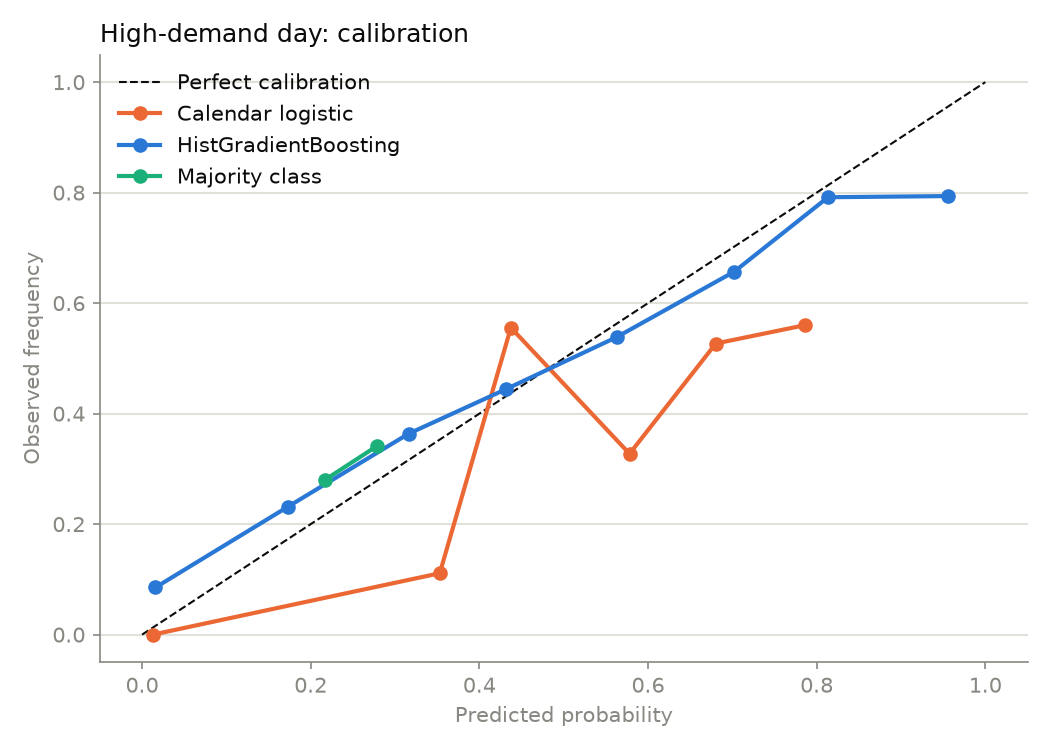 High-demand day: calibration
Perfect calibration
Calendar logistic
HistGradientBoosting
Majority class
Observed frequency
1.0
0.8
0.6
0.4
0.2
0.0
0.0 0.2 0.4 0.6 0.8 1.0
Predicted probability